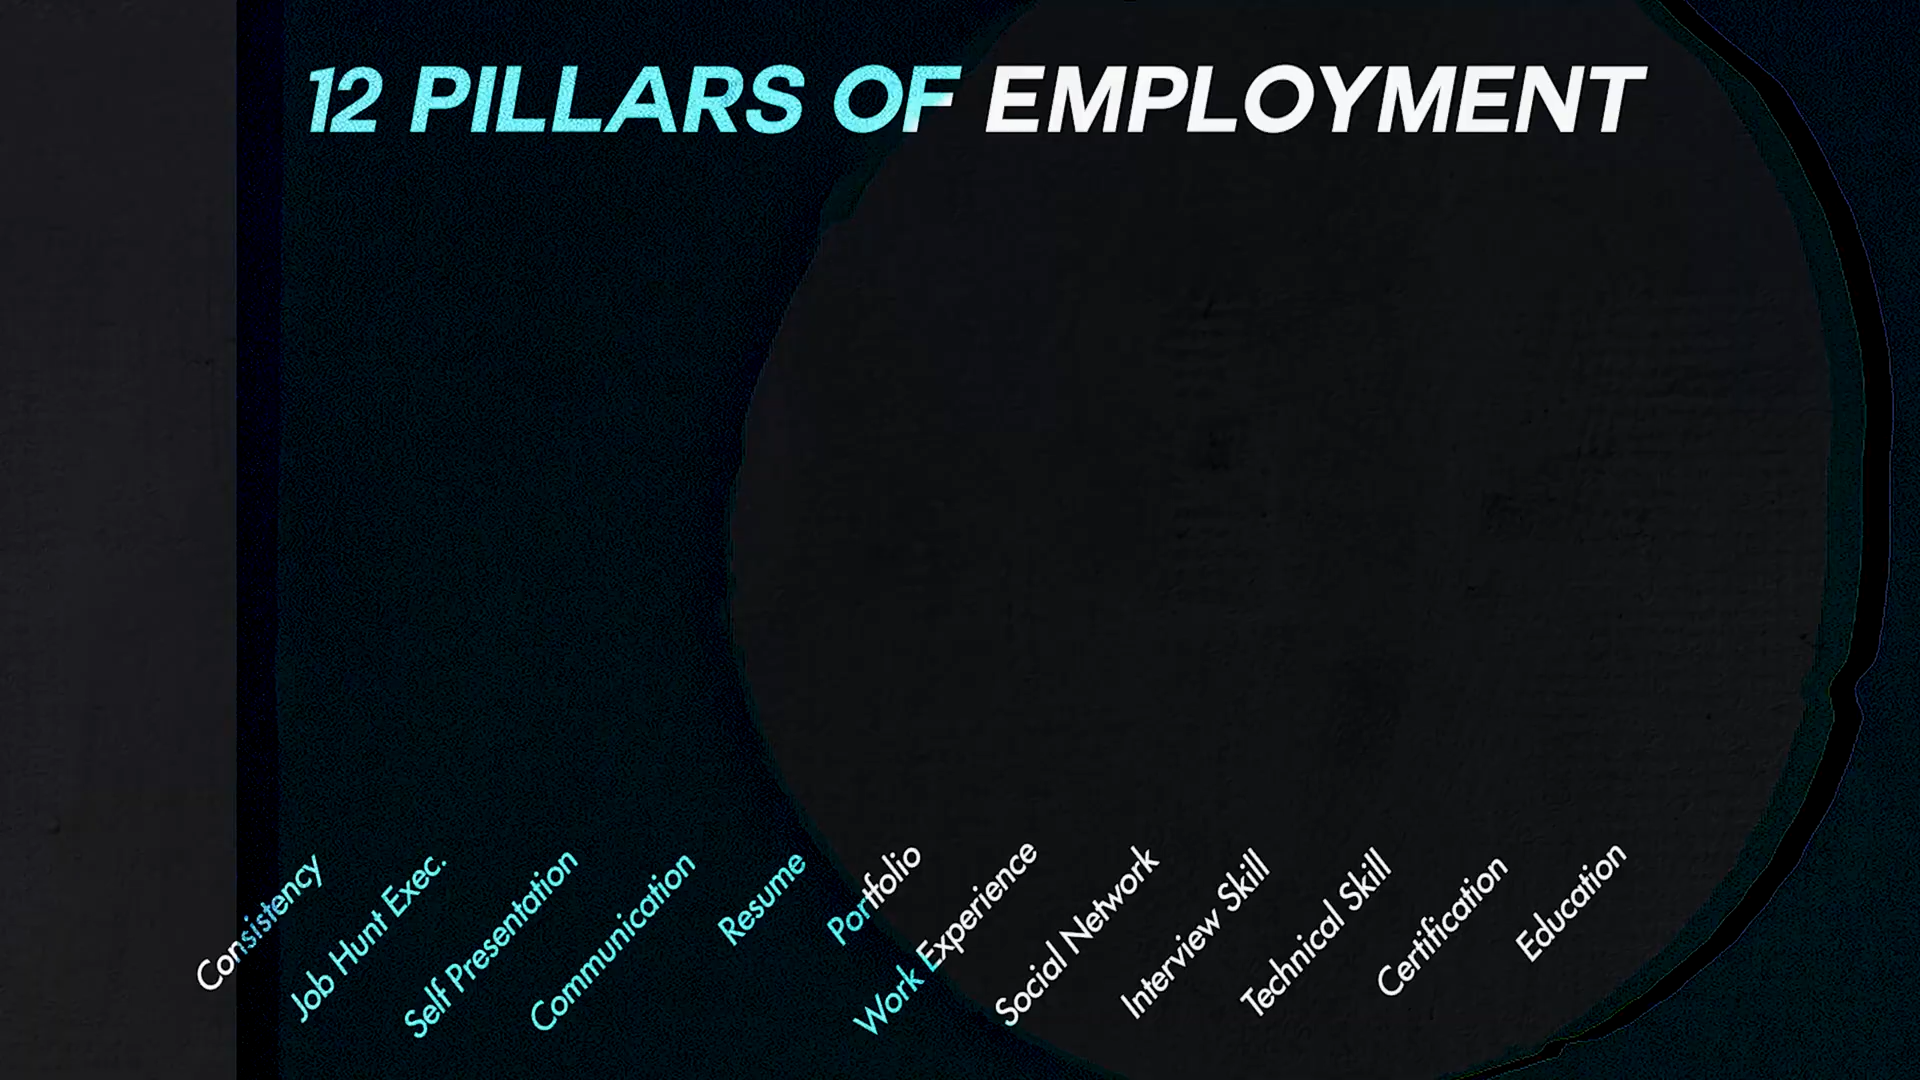 12 PILLARS OF EMPLOYMENT
Consistency
Job Hunt Exec.
Self Presentation
Communication
Resume
Portfolio
Work Experience
Social Network
Interview Skill
Technical Skill
Certification
Education